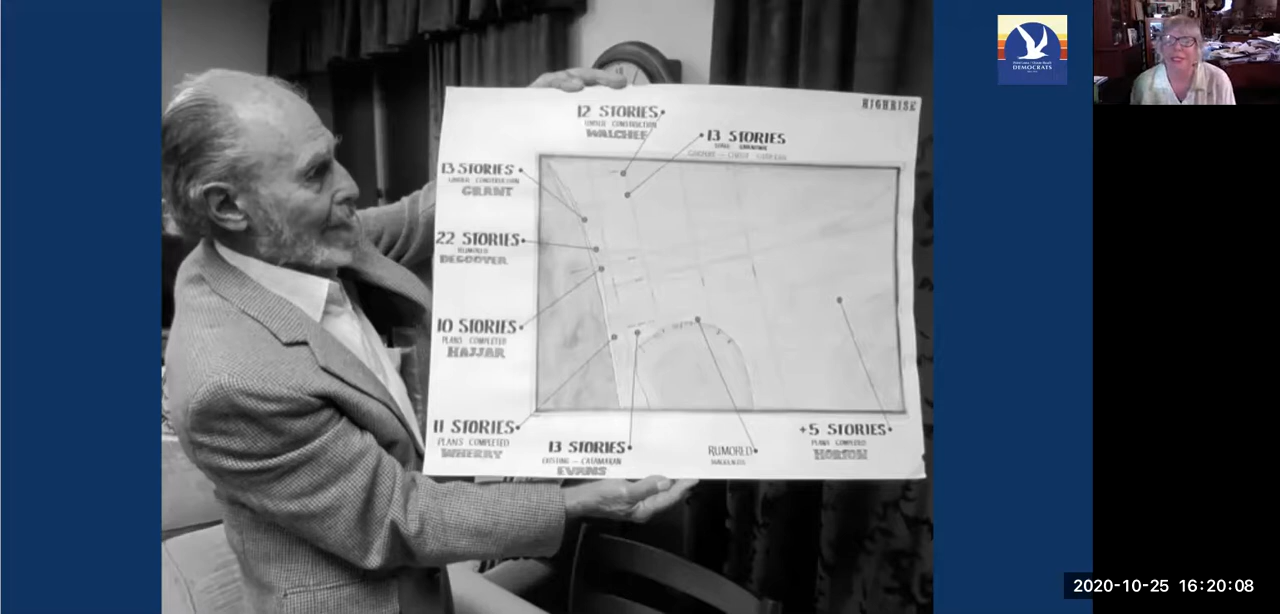 HIGHRISE
12 STORIES
UNDER CONSTRUCTION
WALCHEF
13 STORIES
13 STORIES
UNDER CONSTRUCTION
GRANT
22 STORIES
RUMORED
DEGOOYER
10 STORIES
PLANS COMPLETED
HAJJAR
11 STORIES
PLANS COMPLETED
WHERRY
13 STORIES
EXISTING — CATAMARAN
EVANS
RUMORED
+5 STORIES
PLANS COMPLETED
HORTON
DEMOCRATS
2020-10-25 16:20:08